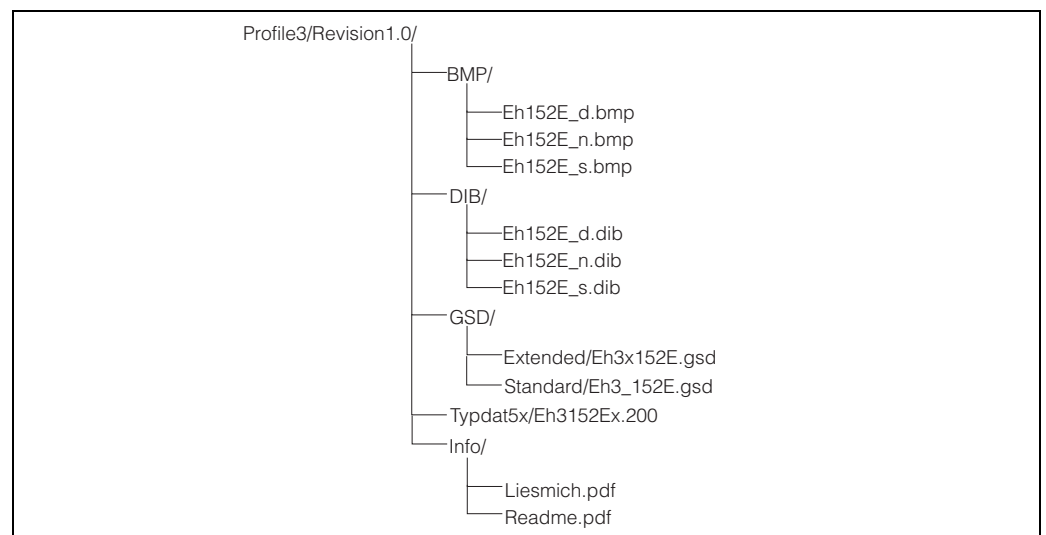 Profile3/Revision1.0/
BMP/
Eh152E_d.bmp
Eh152E_n.bmp
Eh152E_s.bmp
DIB/
Eh152E_d.dib
Eh152E_n.dib
Eh152E_s.dib
GSD/
Extended/Eh3x152E.gsd
Standard/Eh3_152E.gsd
Typdat5x/Eh3152Ex.200
Info/
Liesmich.pdf
Readme.pdf